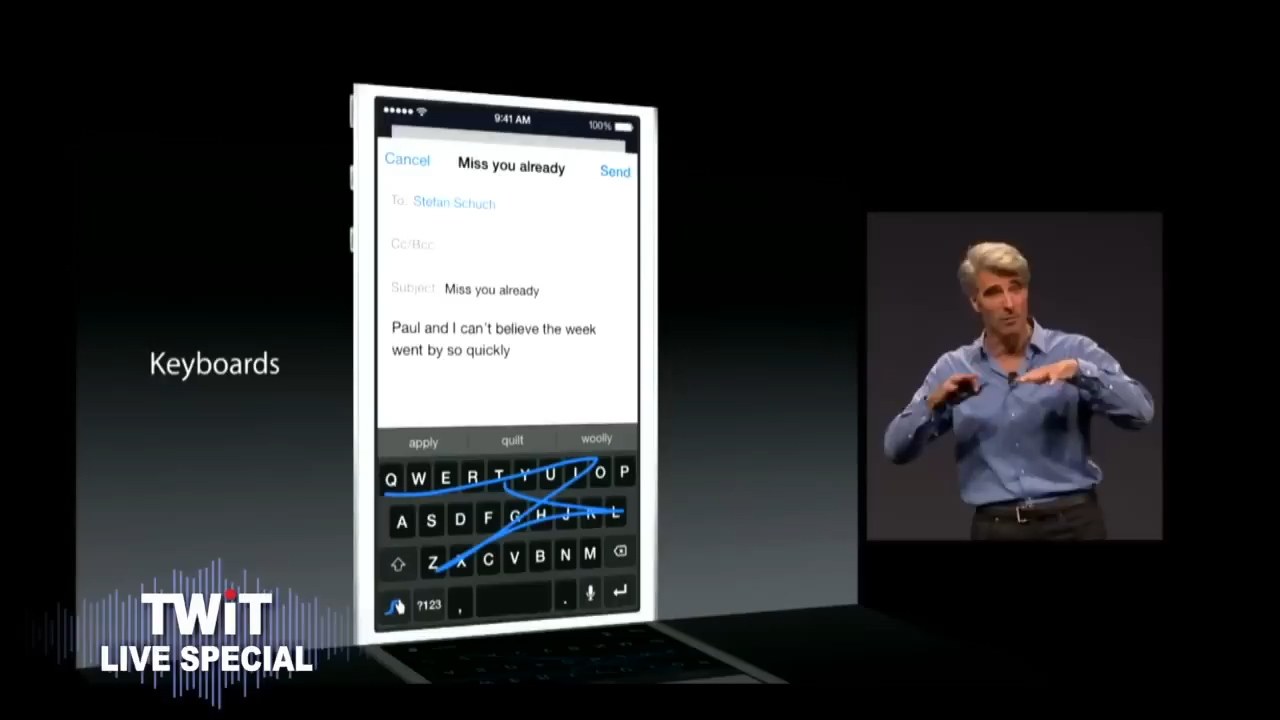 ●●●●● 9:41 AM 100%
Cancel Miss you already Send
To: Stefan Schuch
Cc/Bcc:
Subject: Miss you already
Paul and I can't believe the week
went by so quickly
Keyboards
apply quilt woolly
Q W E R T Y U I O P
A S D F G H J K L
Z X C V B N M
?123 , .
TWiT
LIVE SPECIAL